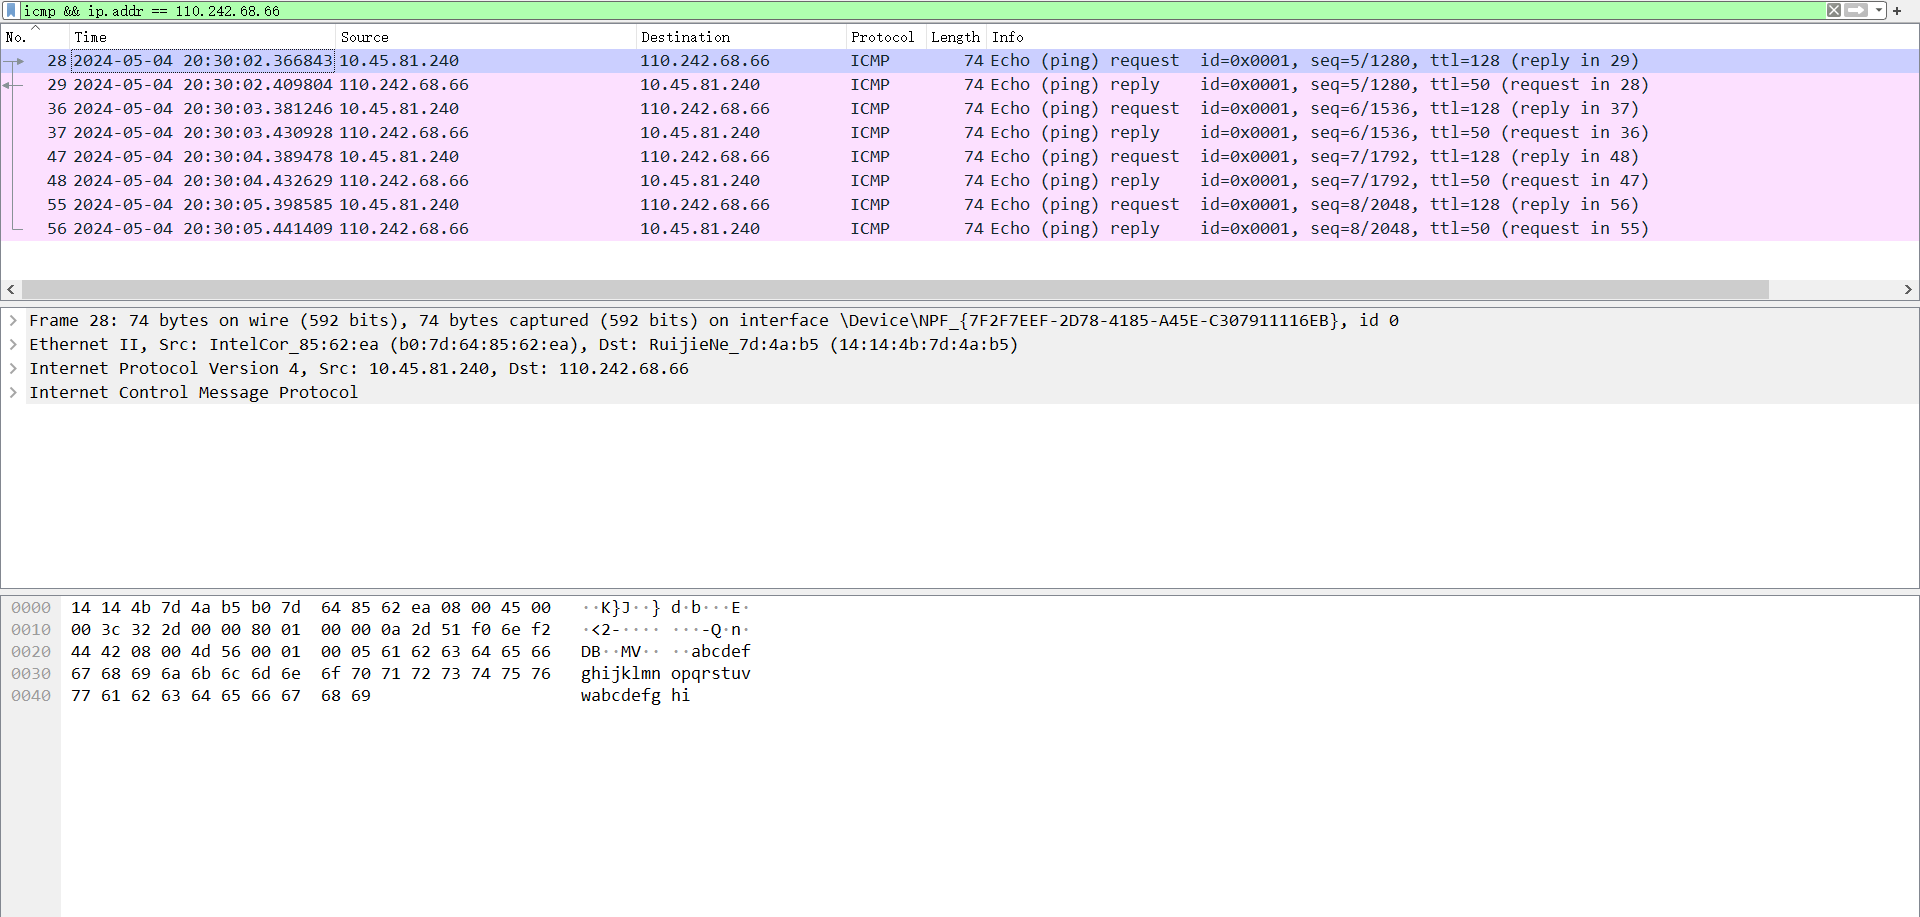 icmp && ip.addr == 110.242.68.66
No. Time Source Destination Protocol Length Info
28 2024-05-04 20:30:02.366843 10.45.81.240 110.242.68.66 ICMP 74 Echo (ping) request id=0x0001, seq=5/1280, ttl=128 (reply in 29)
29 2024-05-04 20:30:02.409804 110.242.68.66 10.45.81.240 ICMP 74 Echo (ping) reply id=0x0001, seq=5/1280, ttl=50 (request in 28)
36 2024-05-04 20:30:03.381246 10.45.81.240 110.242.68.66 ICMP 74 Echo (ping) request id=0x0001, seq=6/1536, ttl=128 (reply in 37)
37 2024-05-04 20:30:03.430928 110.242.68.66 10.45.81.240 ICMP 74 Echo (ping) reply id=0x0001, seq=6/1536, ttl=50 (request in 36)
47 2024-05-04 20:30:04.389478 10.45.81.240 110.242.68.66 ICMP 74 Echo (ping) request id=0x0001, seq=7/1792, ttl=128 (reply in 48)
48 2024-05-04 20:30:04.432629 110.242.68.66 10.45.81.240 ICMP 74 Echo (ping) reply id=0x0001, seq=7/1792, ttl=50 (request in 47)
55 2024-05-04 20:30:05.398585 10.45.81.240 110.242.68.66 ICMP 74 Echo (ping) request id=0x0001, seq=8/2048, ttl=128 (reply in 56)
56 2024-05-04 20:30:05.441409 110.242.68.66 10.45.81.240 ICMP 74 Echo (ping) reply id=0x0001, seq=8/2048, ttl=50 (request in 55)
Frame 28: 74 bytes on wire (592 bits), 74 bytes captured (592 bits) on interface \Device\NPF_{7F2F7EEF-2D78-4185-A45E-C307911116EB}, id 0
Ethernet II, Src: IntelCor_85:62:ea (b0:7d:64:85:62:ea), Dst: RuijieNe_7d:4a:b5 (14:14:4b:7d:4a:b5)
Internet Protocol Version 4, Src: 10.45.81.240, Dst: 110.242.68.66
Internet Control Message Protocol
0000 14 14 4b 7d 4a b5 b0 7d 64 85 62 ea 08 00 45 00 ··K}J··} d·b···E·
0010 00 3c 32 2d 00 00 80 01 00 00 0a 2d 51 f0 6e f2 ·<2-···· ···-Q·n·
0020 44 42 08 00 4d 56 00 01 00 05 61 62 63 64 65 66 DB··MV·· ··abcdef
0030 67 68 69 6a 6b 6c 6d 6e 6f 70 71 72 73 74 75 76 ghijklmn opqrstuv
0040 77 61 62 63 64 65 66 67 68 69 wabcdefg hi